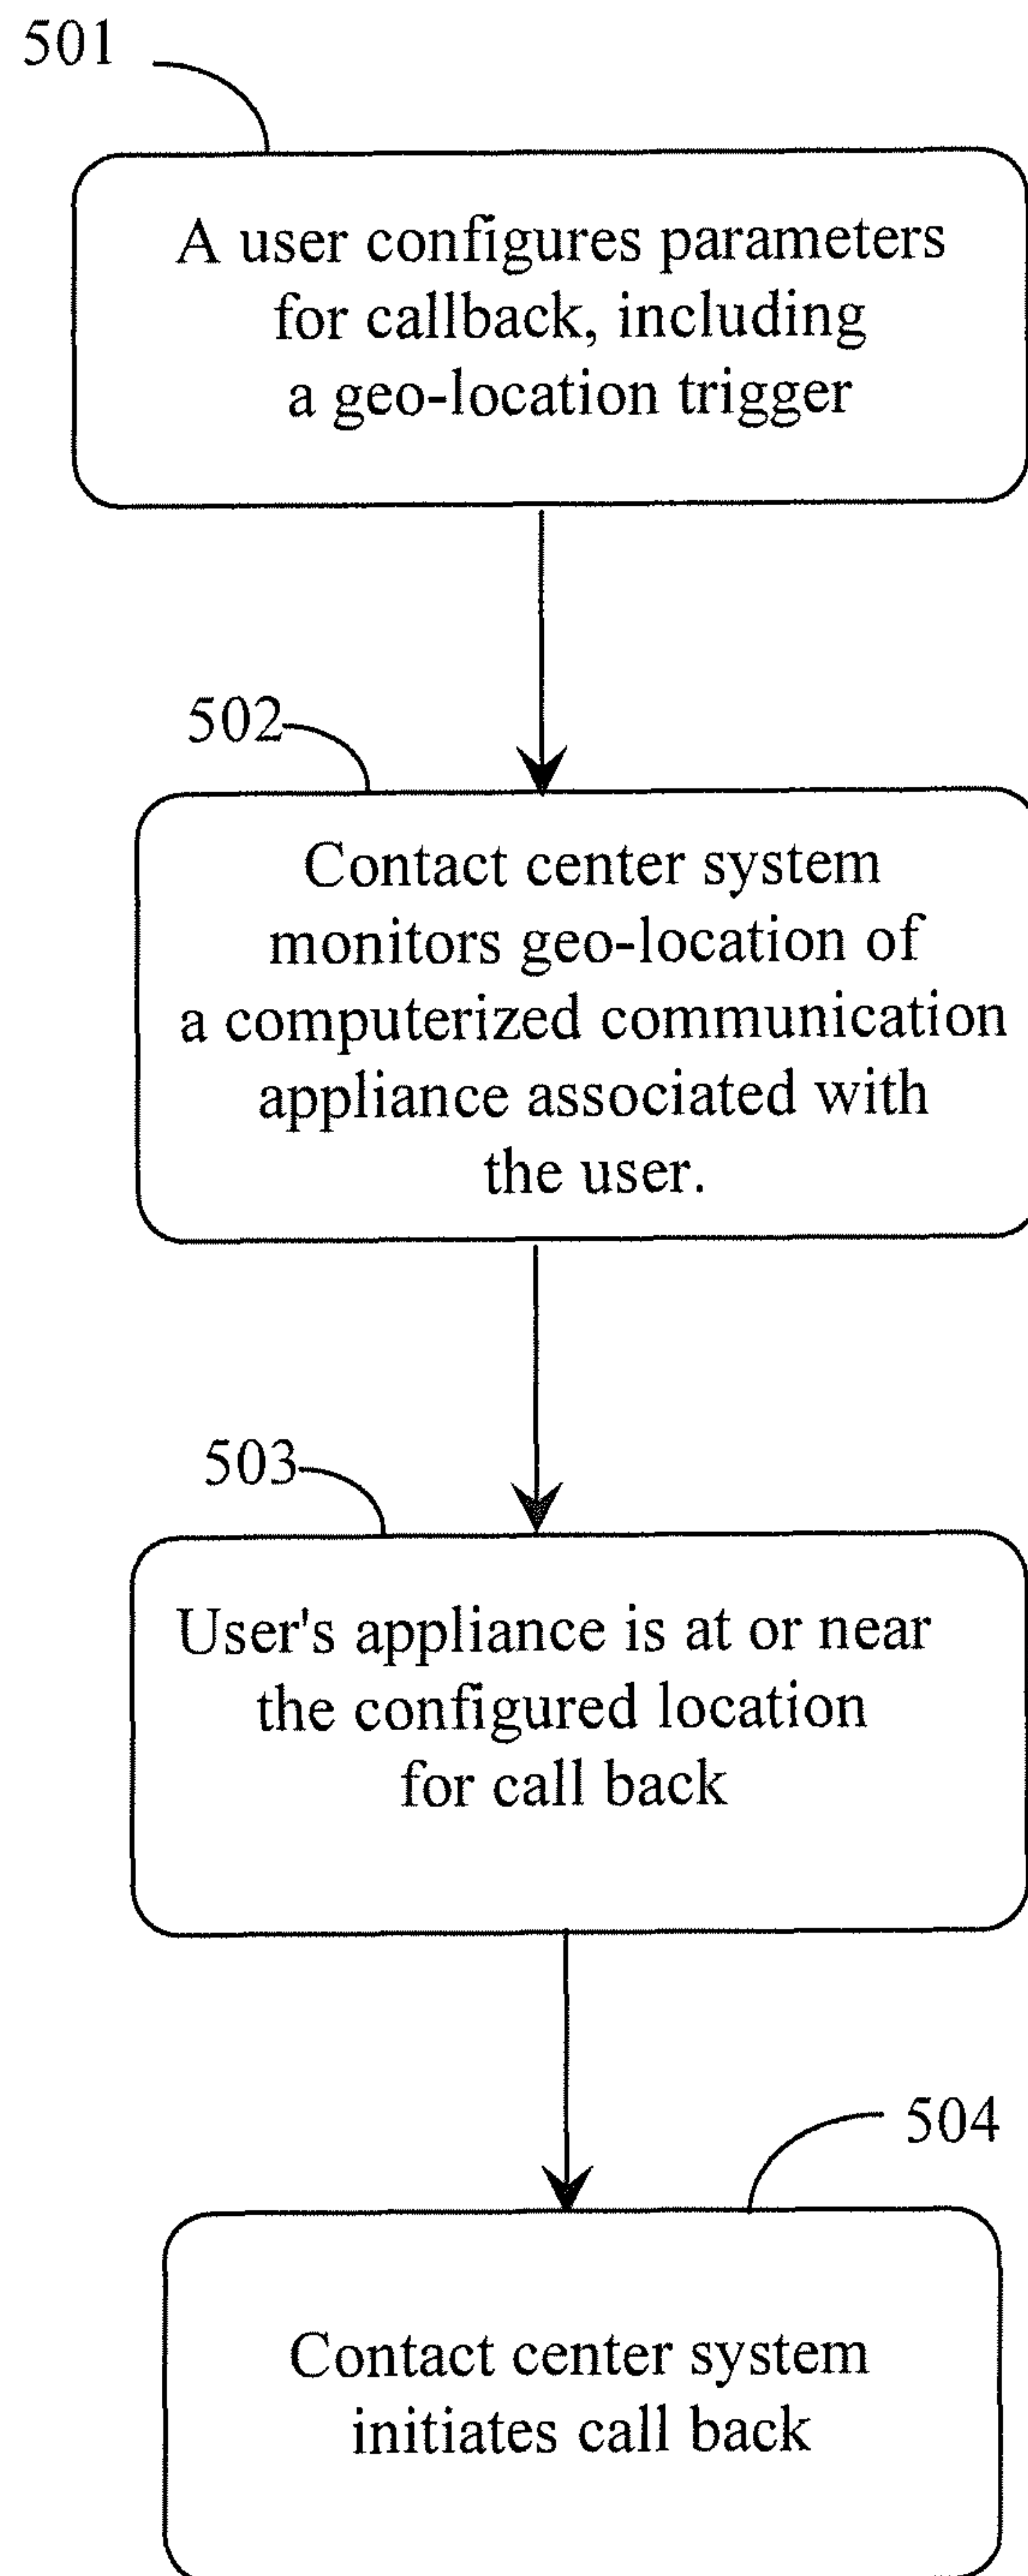 501
A user configures parameters
for callback, including
a geo-location trigger
502
Contact center system
monitors geo-location of
a computerized communication
appliance associated with
the user.
503
User's appliance is at or near
the configured location
for call back
504
Contact center system
initiates call back